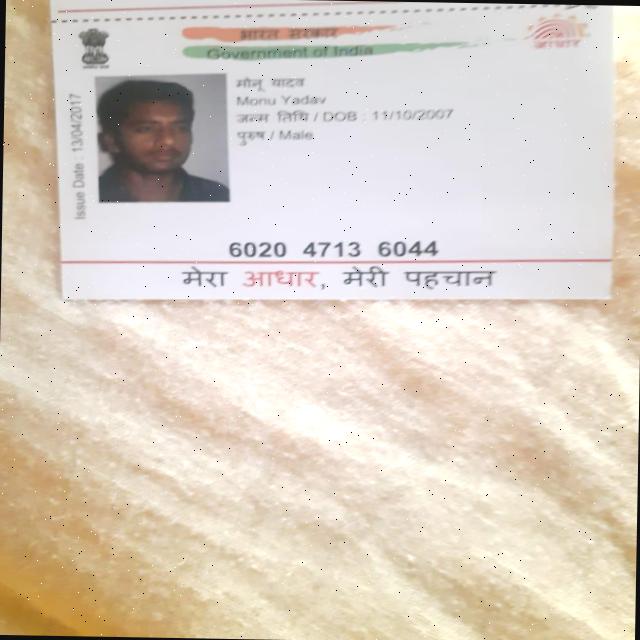 भारत सरकार
Government of India
आधार
Issue Date : 13/04/2017
मोनू यादव
Monu Yadav
जन्म तिथि / DOB : 11/10/2007
पुरुष / Male
6020 4713 6044
मेरा आधार, मेरी पहचान